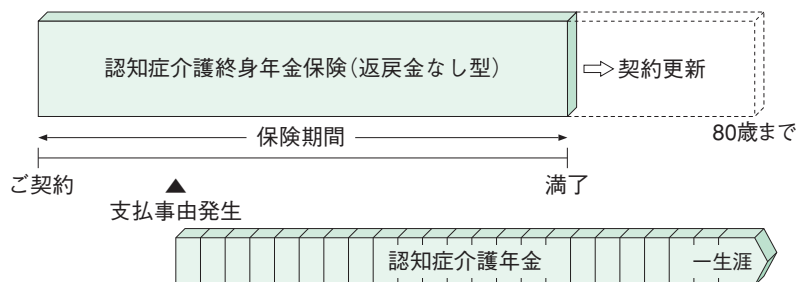 認知症介護終身年金保険（返戻金なし型）
契約更新
保険期間
80歳まで
ご契約
満了
支払事由発生
認知症介護年金
一生涯